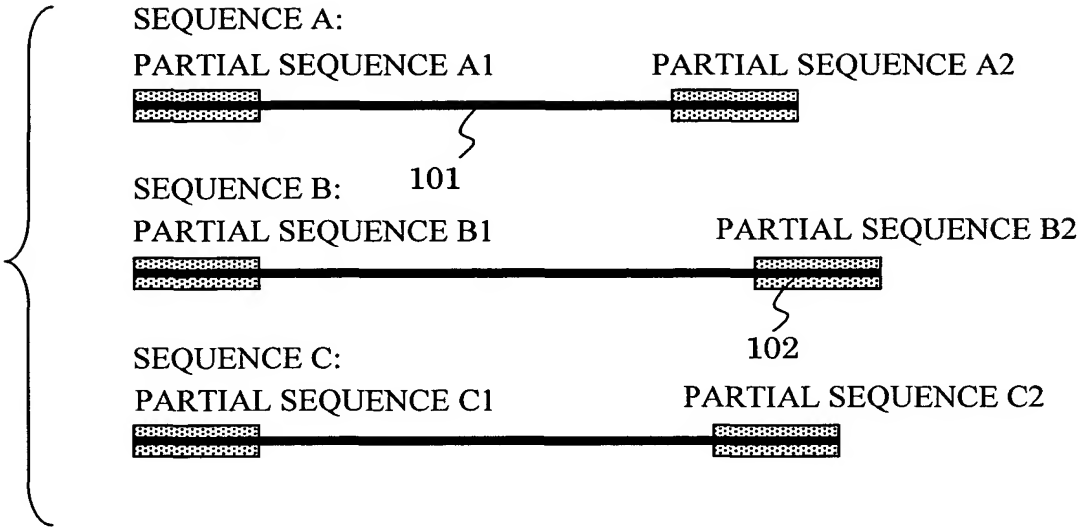 SEQUENCE A:
PARTIAL SEQUENCE A1 PARTIAL SEQUENCE A2
101
SEQUENCE B:
PARTIAL SEQUENCE B1 PARTIAL SEQUENCE B2
102
SEQUENCE C:
PARTIAL SEQUENCE C1 PARTIAL SEQUENCE C2